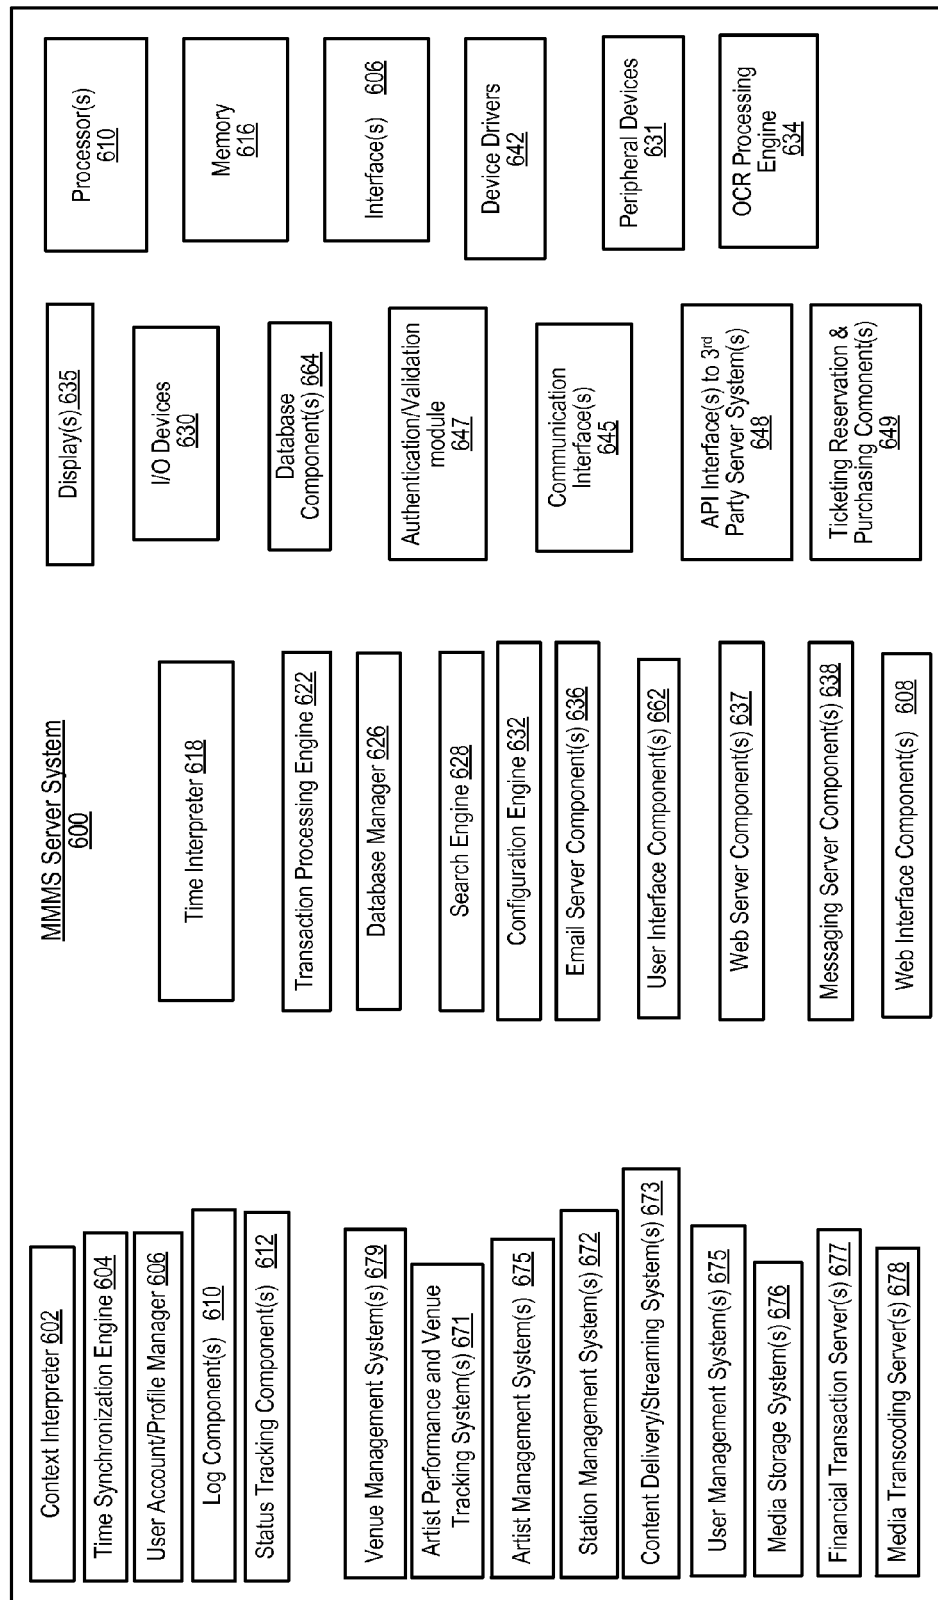 MMMS Server System
600
Context Interpreter 602
Time Synchronization Engine 604
User Account/Profile Manager 606
Log Component(s) 610
Status Tracking Component(s) 612
Venue Management System(s) 679
Artist Performance and Venue
Tracking System(s) 671
Artist Management System(s) 675
Station Management System(s) 672
Content Delivery/Streaming System(s) 673
User Management System(s) 675
Media Storage System(s) 676
Financial Transaction Server(s) 677
Media Transcoding Server(s) 678
Time Interpreter 618
Transaction Processing Engine 622
Database Manager 626
Search Engine 628
Configuration Engine 632
Email Server Component(s) 636
User Interface Component(s) 662
Web Server Component(s) 637
Messaging Server Component(s) 638
Web Interface Component(s) 608
Display(s) 635
I/O Devices
630
Database
Component(s) 664
Authentication/Validation
module
647
Communication
Interface(s)
645
API Interface(s) to 3rd
Party Server System(s)
648
Ticketing Reservation &
Purchasing Comonent(s)
649
Processor(s)
610
Memory
616
Interface(s) 606
Device Drivers
642
Peripheral Devices
631
OCR Processing
Engine
634